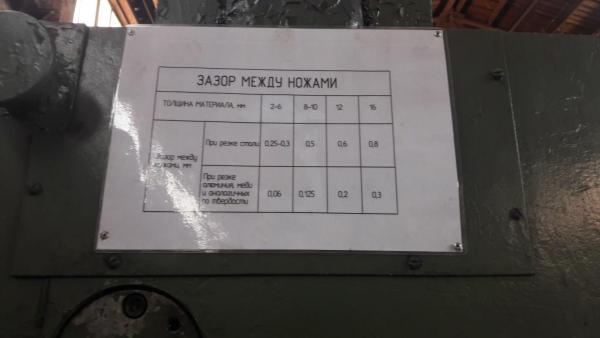 ЗАЗОР МЕЖДУ НОЖАМИ
ТОЛЩИНА МАТЕРИАЛА, мм. 2-6 8-10 12 16
Зазор между
ножами, мм
При резке стали 0,25-0,3 0,5 0,6 0,8
При резке
алюминия, меди
и аналогичных
по твердости 0,06 0,125 0,2 0,3